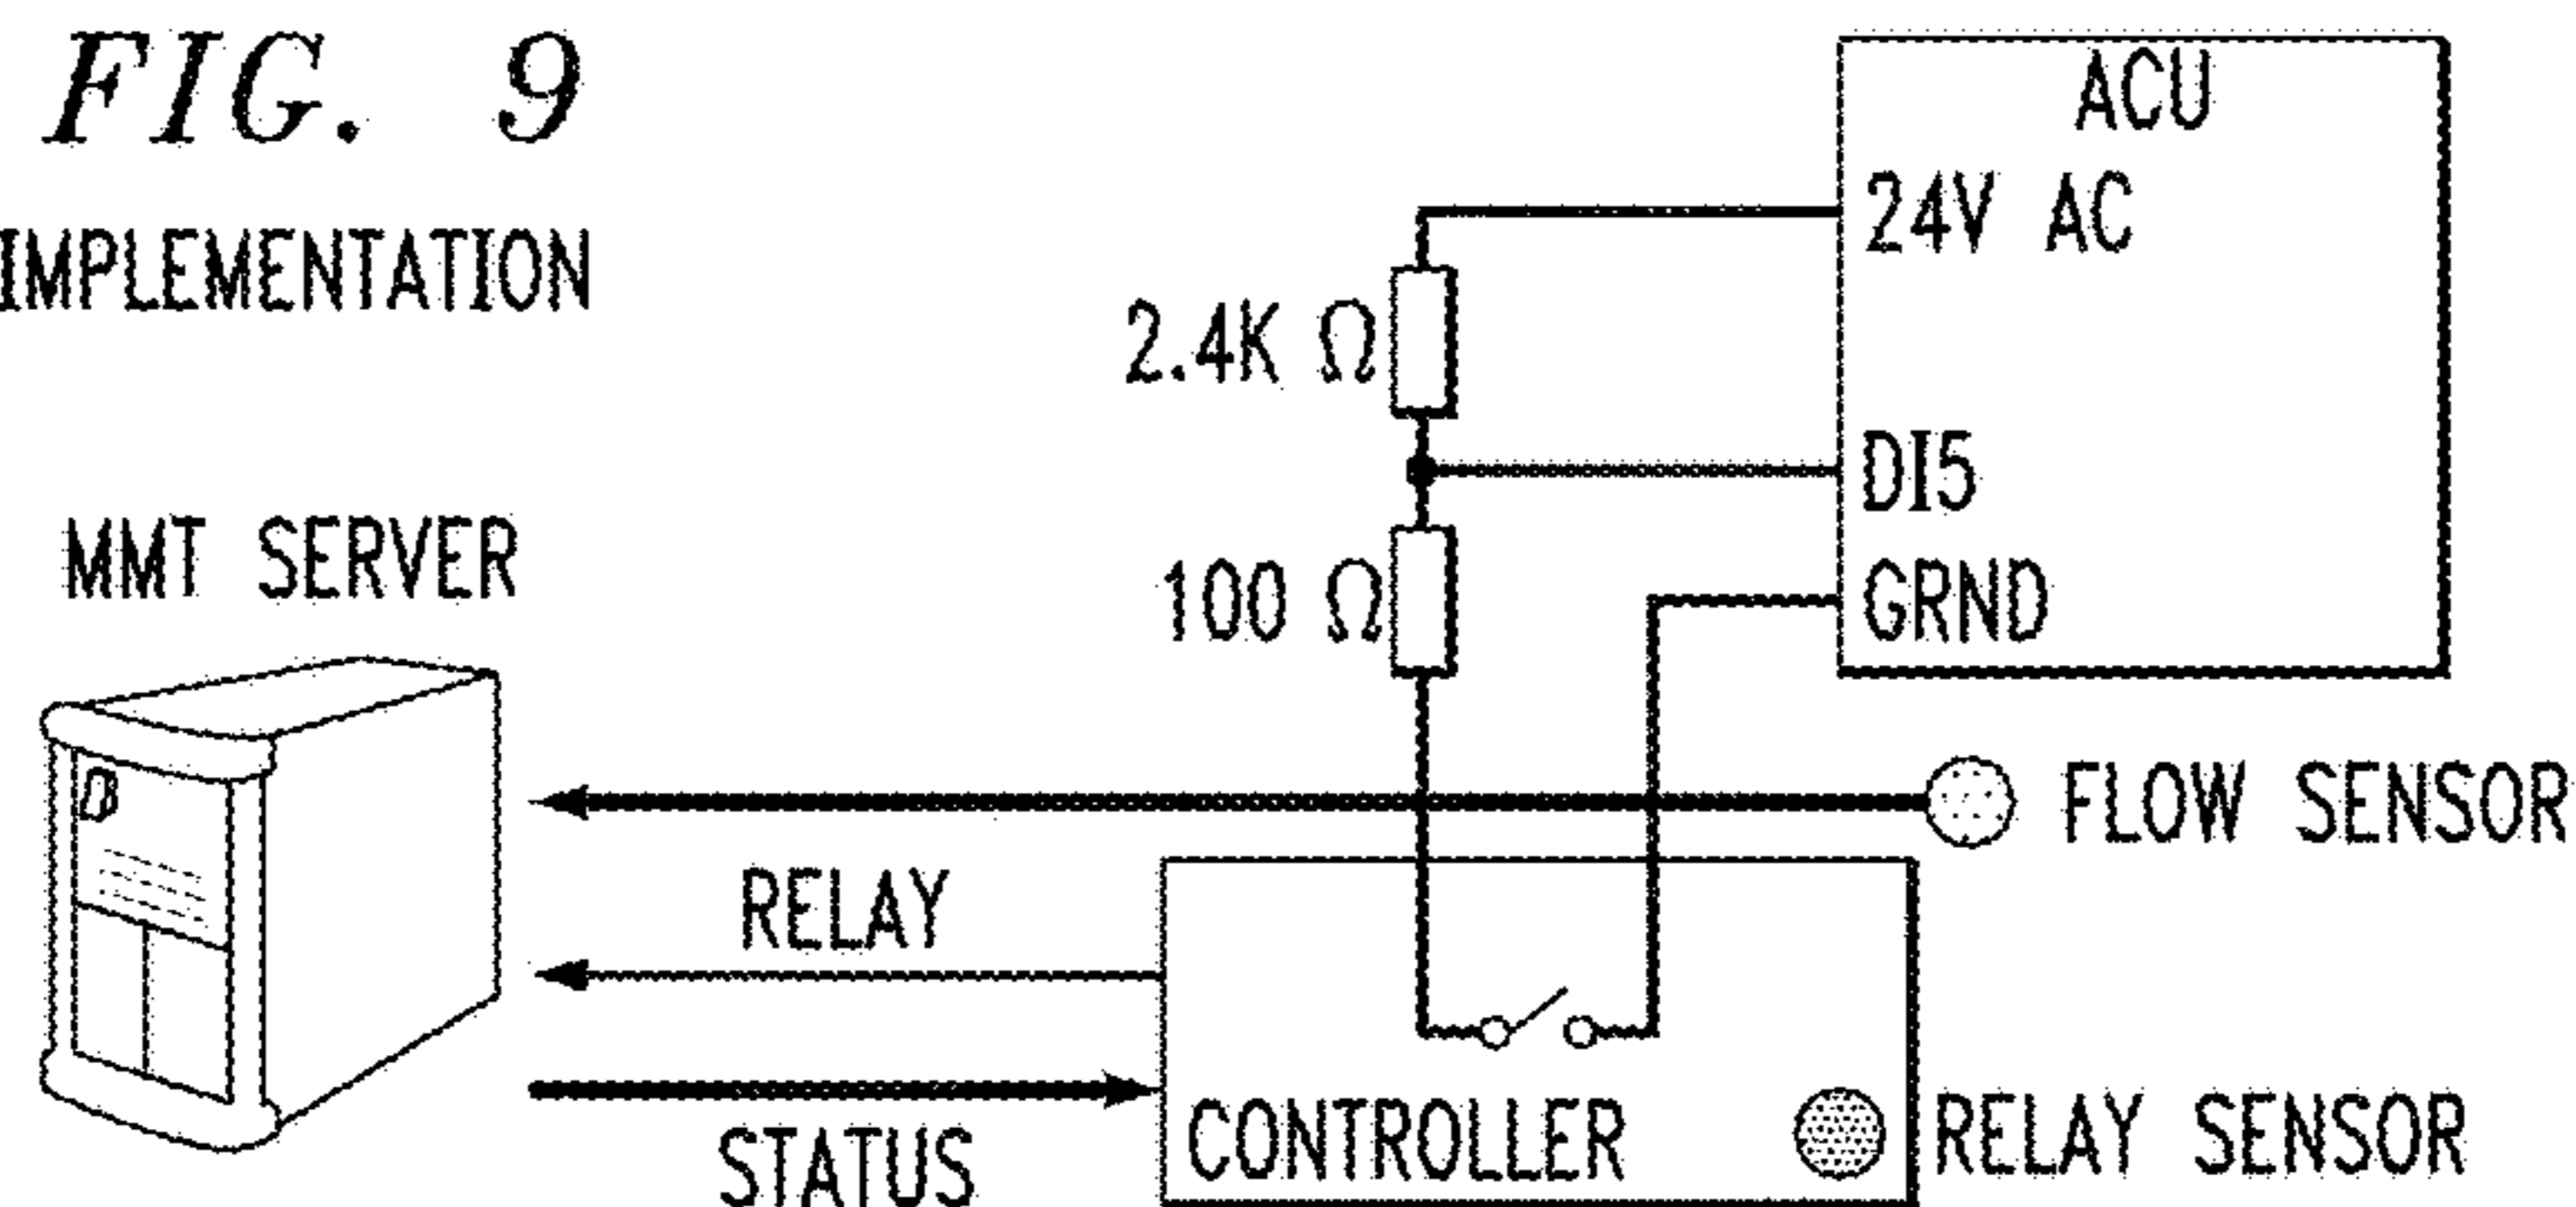 FIG. 9
IMPLEMENTATION
ACU
24V AC
2.4K Ω
DI5
100 Ω
GRND
MMT SERVER
FLOW SENSOR
RELAY
STATUS
CONTROLLER
RELAY SENSOR